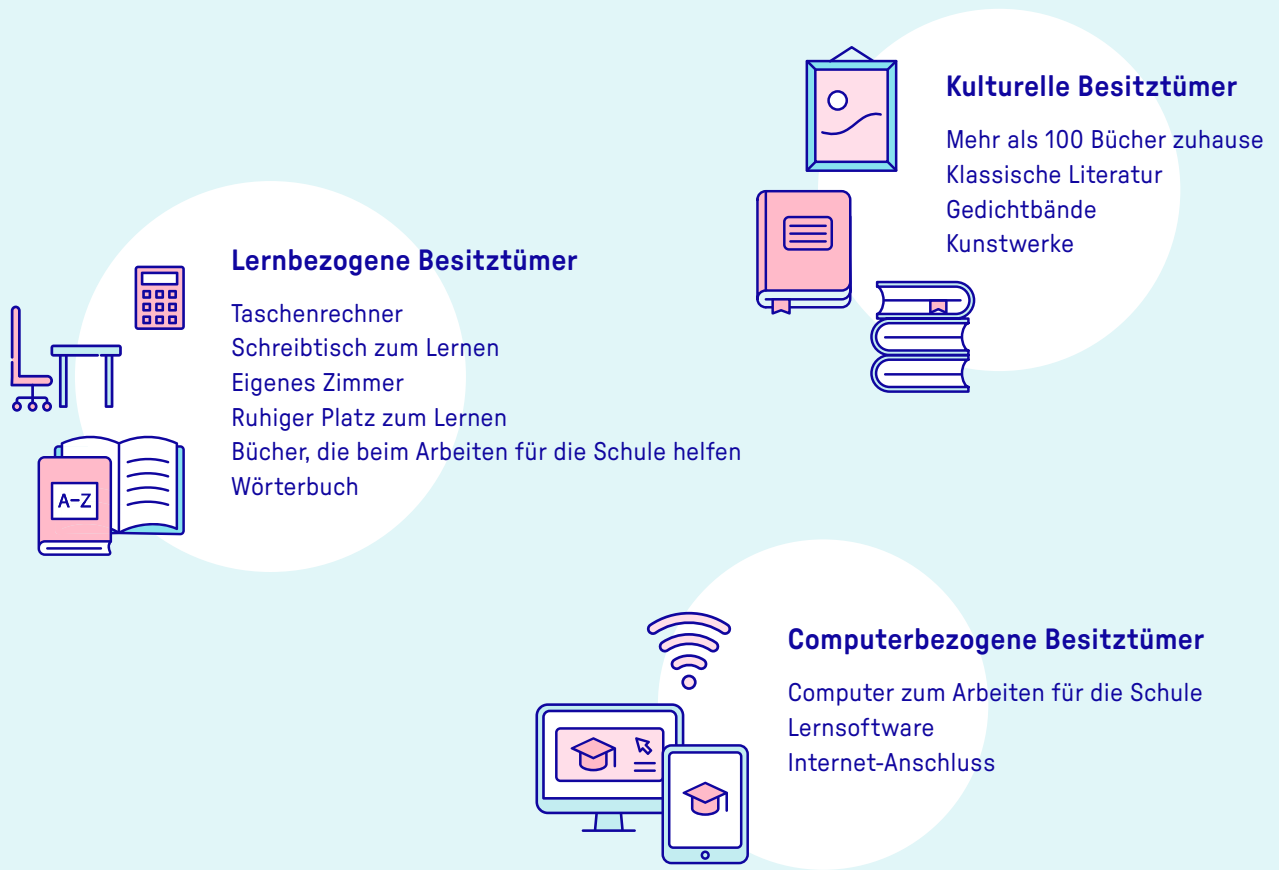 Kulturelle Besitztümer
Mehr als 100 Bücher zuhause
Klassische Literatur
Gedichtbände
Kunstwerke
Lernbezogene Besitztümer
Taschenrechner
Schreibtisch zum Lernen
Eigenes Zimmer
Ruhiger Platz zum Lernen
Bücher, die beim Arbeiten für die Schule helfen
Wörterbuch
A–Z
Computerbezogene Besitztümer
Computer zum Arbeiten für die Schule
Lernsoftware
Internet-Anschluss